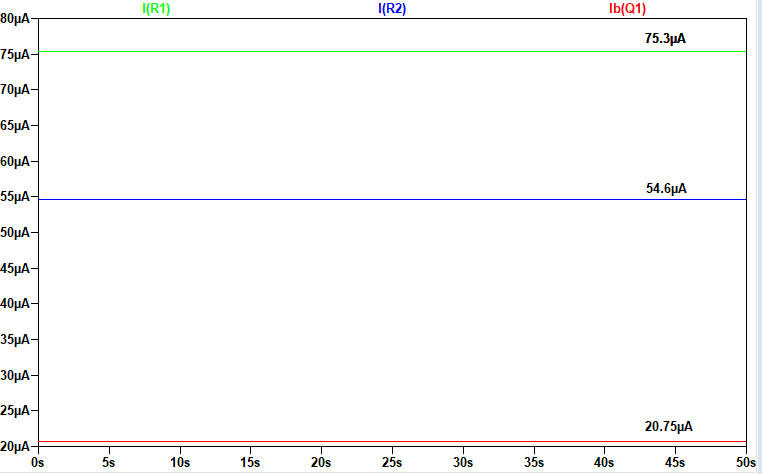 I(R1) I(R2) Ib(Q1)
80µA
75.3µA
75µA
70µA
65µA
60µA
54.6µA
55µA
50µA
45µA
40µA
35µA
30µA
25µA
20.75µA
20µA
0s 5s 10s 15s 20s 25s 30s 35s 40s 45s 50s